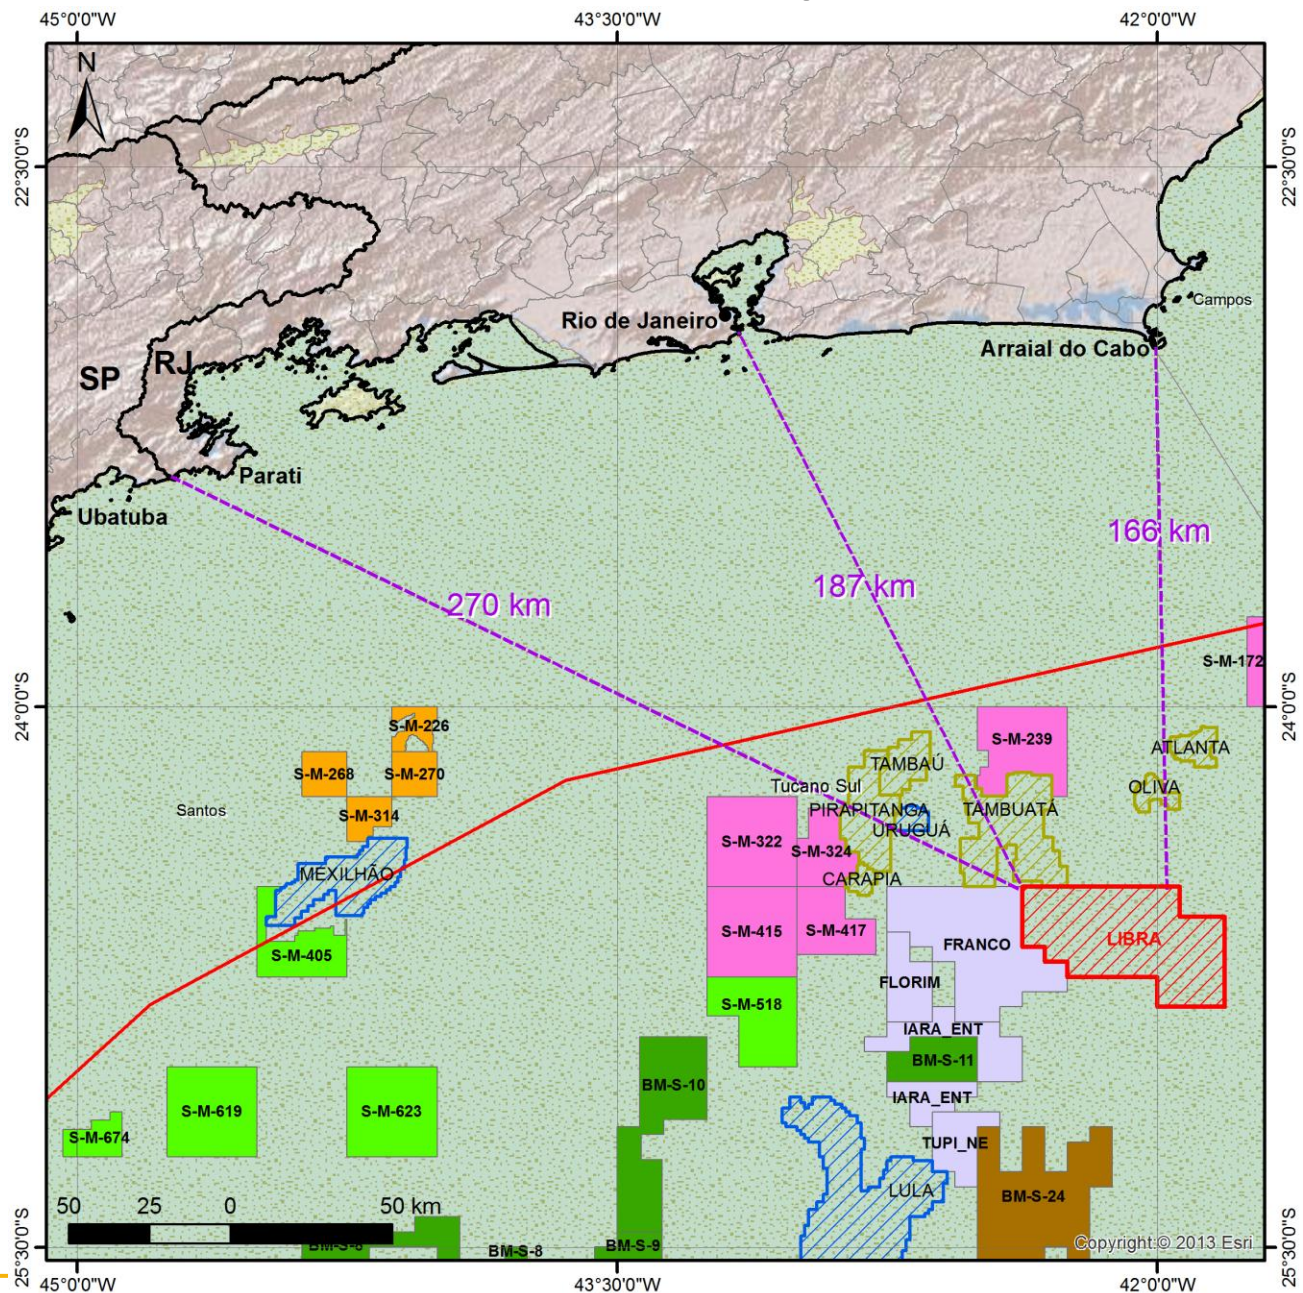 45°0'0"W
43°30'0"W
42°0'0"W
N
22°30'0"S
22°30'0"S
Campos
Rio de Janeiro
Arraial do Cabo
SP
RJ
Parati
Ubatuba
166 km
187 km
270 km
S-M-172
24°0'0"S
24°0'0"S
S-M-226
S-M-239
ATLANTA
TAMBAÚ
S-M-268
S-M-270
Tucano Sul
OLIVA
Santos
S-M-314
PIRAPITANGA
TAMBUATÁ
URUGUÁ
S-M-322
S-M-324
MEXILHÃO
CARAPIA
S-M-415
S-M-417
FRANCO
LIBRA
S-M-405
FLORIM
S-M-518
IARA_ENT
BM-S-11
BM-S-10
IARA_ENT
S-M-619
S-M-623
S-M-674
TUPI_NE
LULA
BM-S-24
50
25
0
50 km
BM-S-8
BM-S-8
BM-S-9
Copyright:© 2013 Esri
25°30'0"S
25°30'0"S
45°0'0"W
43°30'0"W
42°0'0"W